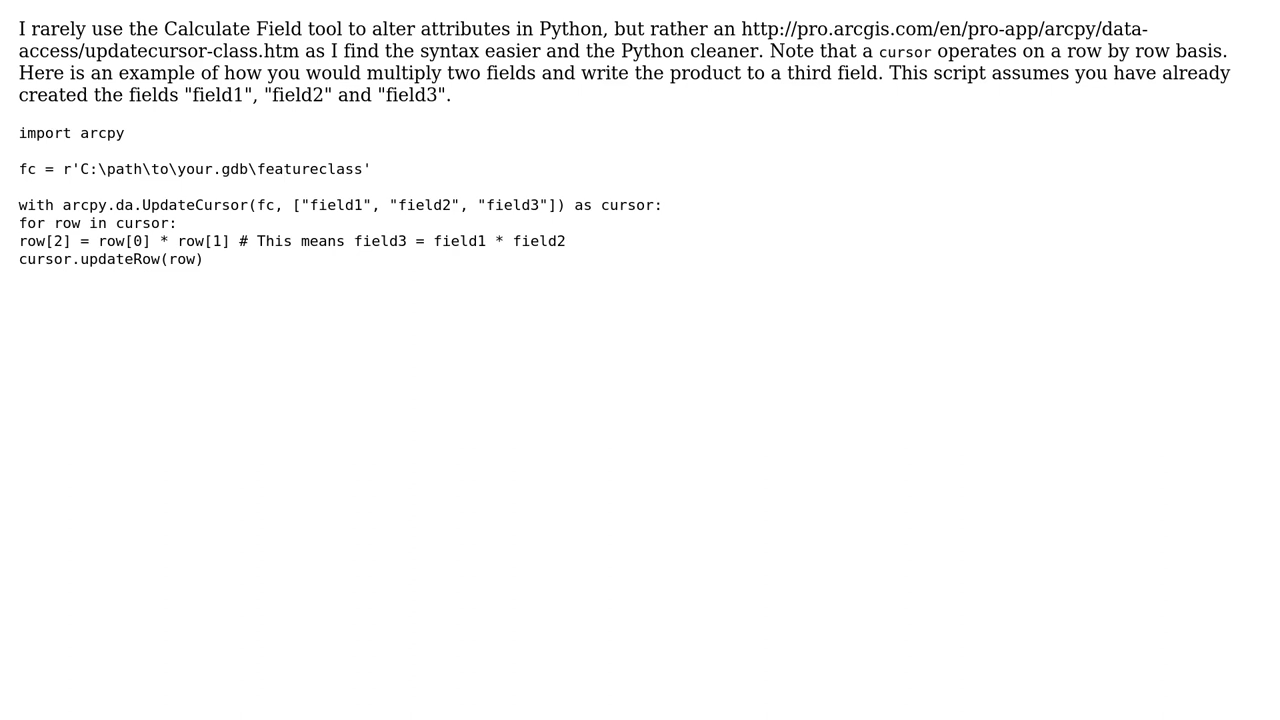 I rarely use the Calculate Field tool to alter attributes in Python, but rather an http://pro.arcgis.com/en/pro-app/arcpy/data-
access/updatecursor-class.htm as I find the syntax easier and the Python cleaner. Note that a cursor operates on a row by row basis.
Here is an example of how you would multiply two fields and write the product to a third field. This script assumes you have already
created the fields "field1", "field2" and "field3".
import arcpy
fc = r'C:\path\to\your.gdb\featureclass'
with arcpy.da.UpdateCursor(fc, ["field1", "field2", "field3"]) as cursor:
for row in cursor:
row[2] = row[0] * row[1] # This means field3 = field1 * field2
cursor.updateRow(row)